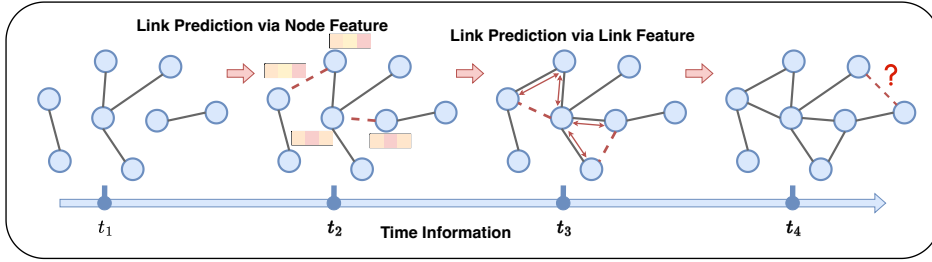 Link Prediction via Node Feature
Link Prediction via Link Feature
?
t₁
t₂
t₃
t₄
Time Information